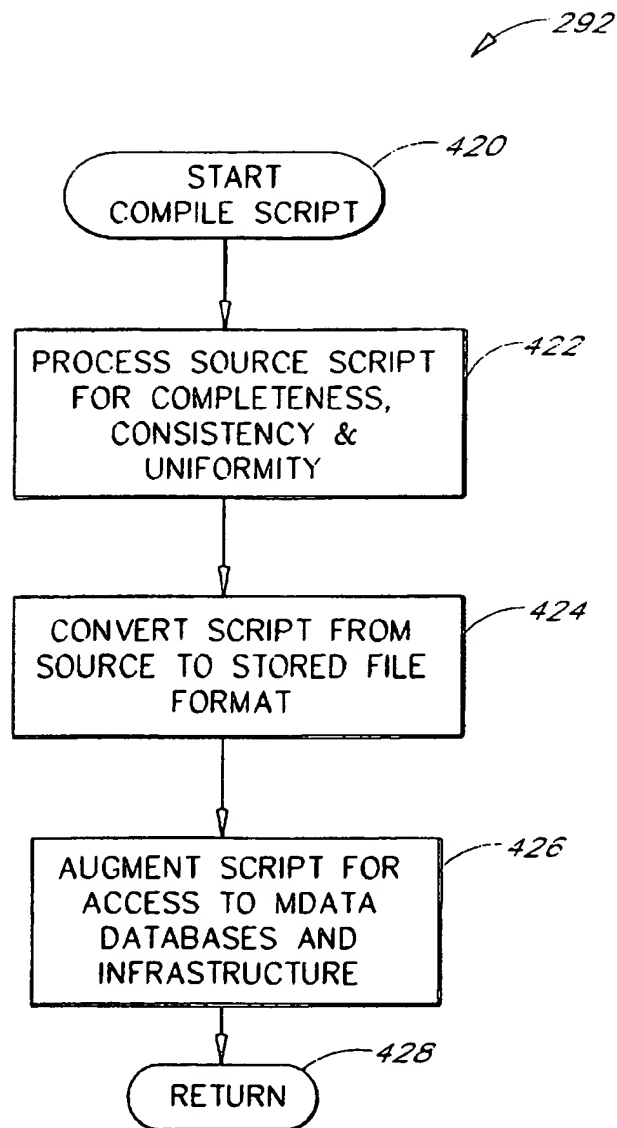 292
420
START
COMPILE SCRIPT
422
PROCESS SOURCE SCRIPT
FOR COMPLETENESS,
CONSISTENCY &
UNIFORMITY
424
CONVERT SCRIPT FROM
SOURCE TO STORED FILE
FORMAT
426
AUGMENT SCRIPT FOR
ACCESS TO MDATA
DATABASES AND
INFRASTRUCTURE
428
RETURN